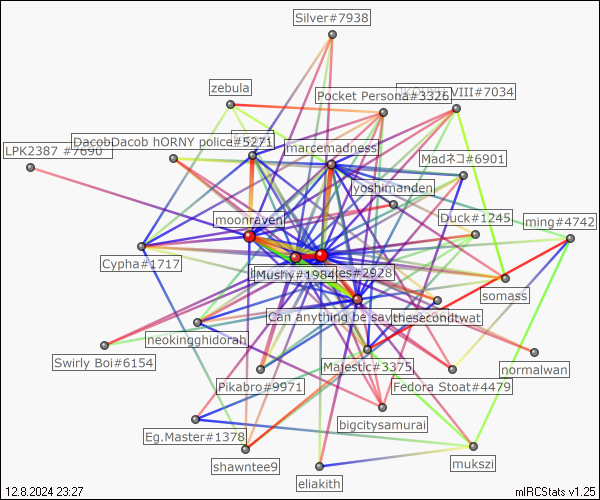 Silver#7938
zebula
Pocket Persona#3326
VIII#7034
LPK2387 #7690
DacobDacob hORNY police#5271
marcemadness
Madネコ#6901
yoshimanden
moonraven
Duck#1245
ming#4742
Cypha#1717
Mushy#1984
les#2928
somass
Can anything be sav
thesecondtwat
neokingghidorah
Swirly Boi#6154
Majestic#3375
normalwan
Pikabro#9971
Fedora Stoat#4479
bigcitysamurai
Eg.Master#1378
shawntee9
mukszi
eliakith
12.8.2024 23:27
mIRCStats v1.25